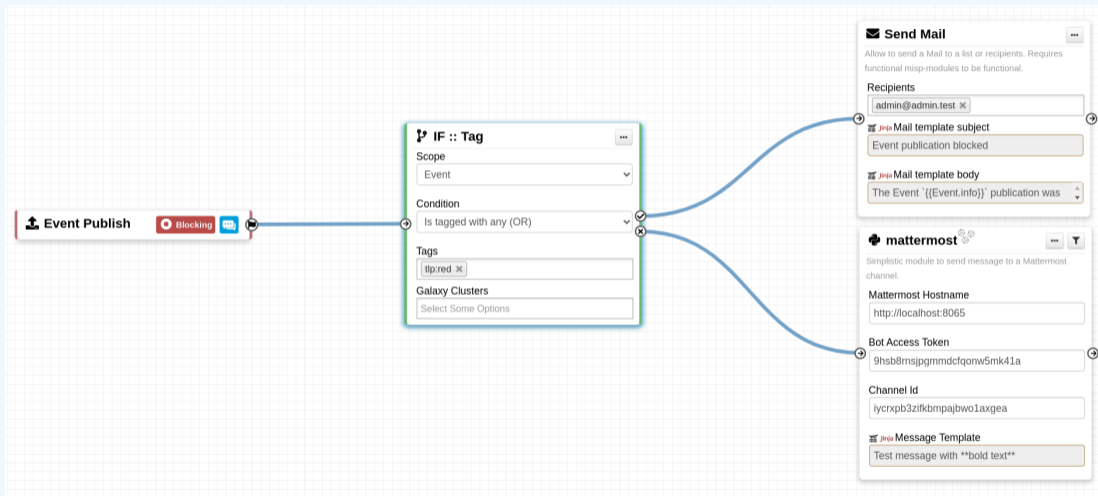 Event Publish
Blocking
IF :: Tag
...
Scope
Event
Condition
Is tagged with any (OR)
Tags
tlp:red ×
Galaxy Clusters
Select Some Options
Send Mail
...
Allow to send a Mail to a list or recipients. Requires
functional misp-modules to be functional.
Recipients
admin@admin.test ×
Jinja Mail template subject
Event publication blocked
Jinja Mail template body
The Event `{{Event.info}}` publication was
mattermost
...
Simplistic module to send message to a Mattermost
channel.
Mattermost Hostname
http://localhost:8065
Bot Access Token
9hsb8rnsjpgmmdcfqonw5mk41a
Channel Id
iycrxpb3zifkbmpajbwo1axgea
Jinja Message Template
Test message with **bold text**